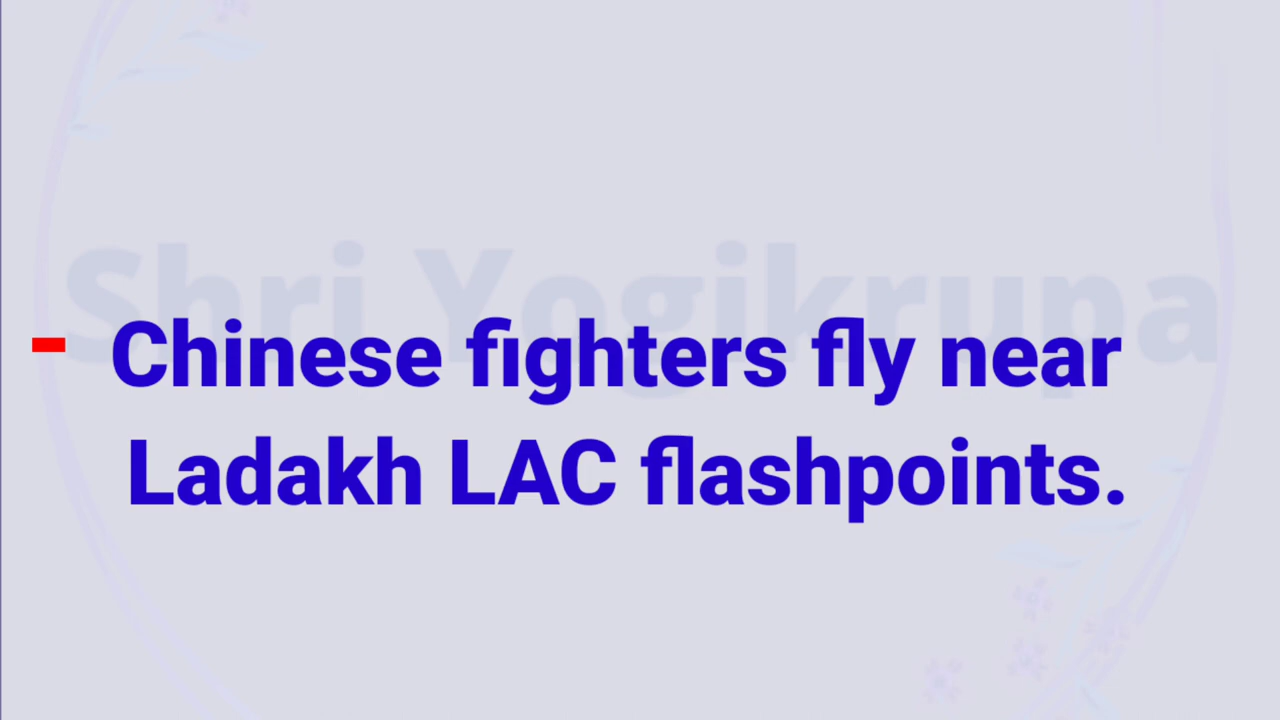 Shri Yogikrupa
- Chinese fighters fly near
Ladakh LAC flashpoints.